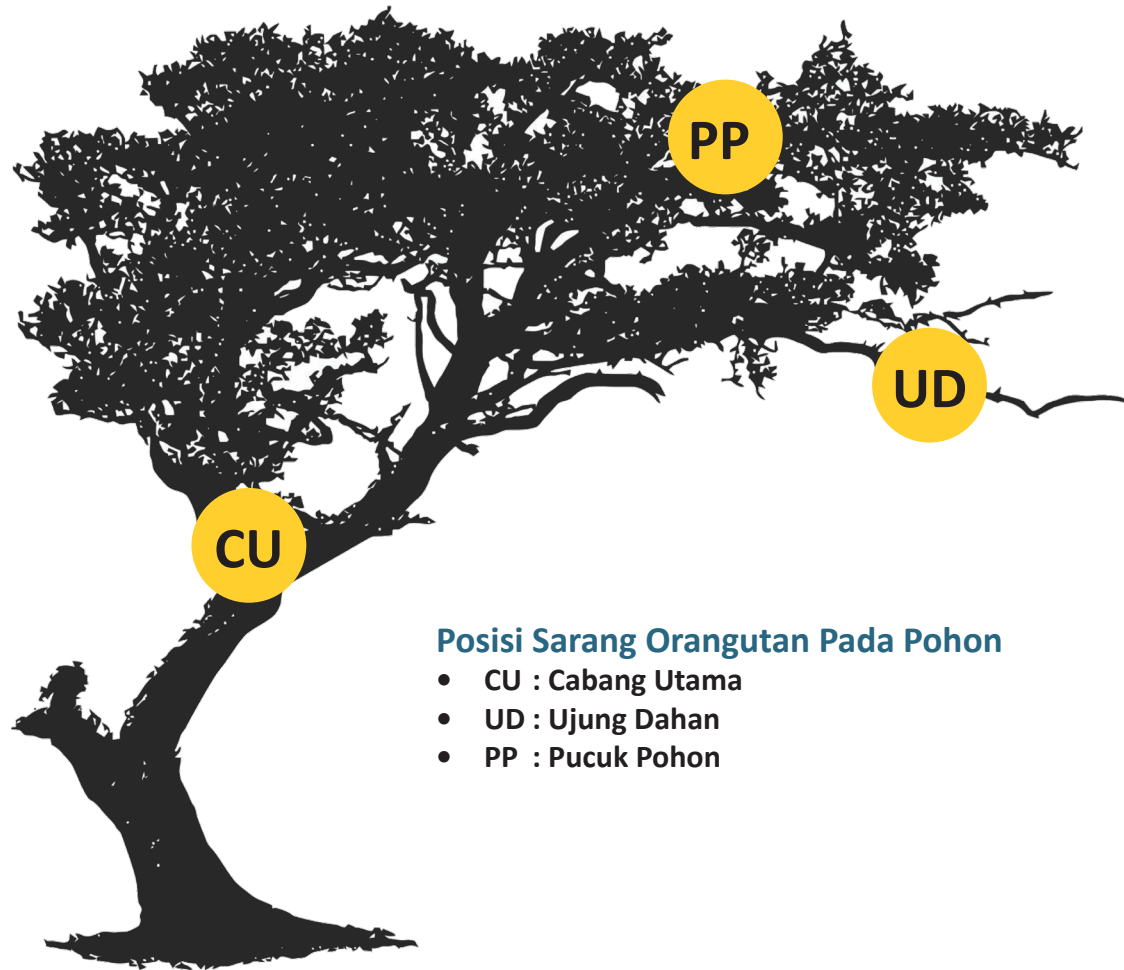 PP
UD
CU
Posisi Sarang Orangutan Pada Pohon
• CU : Cabang Utama
• UD : Ujung Dahan
• PP : Pucuk Pohon